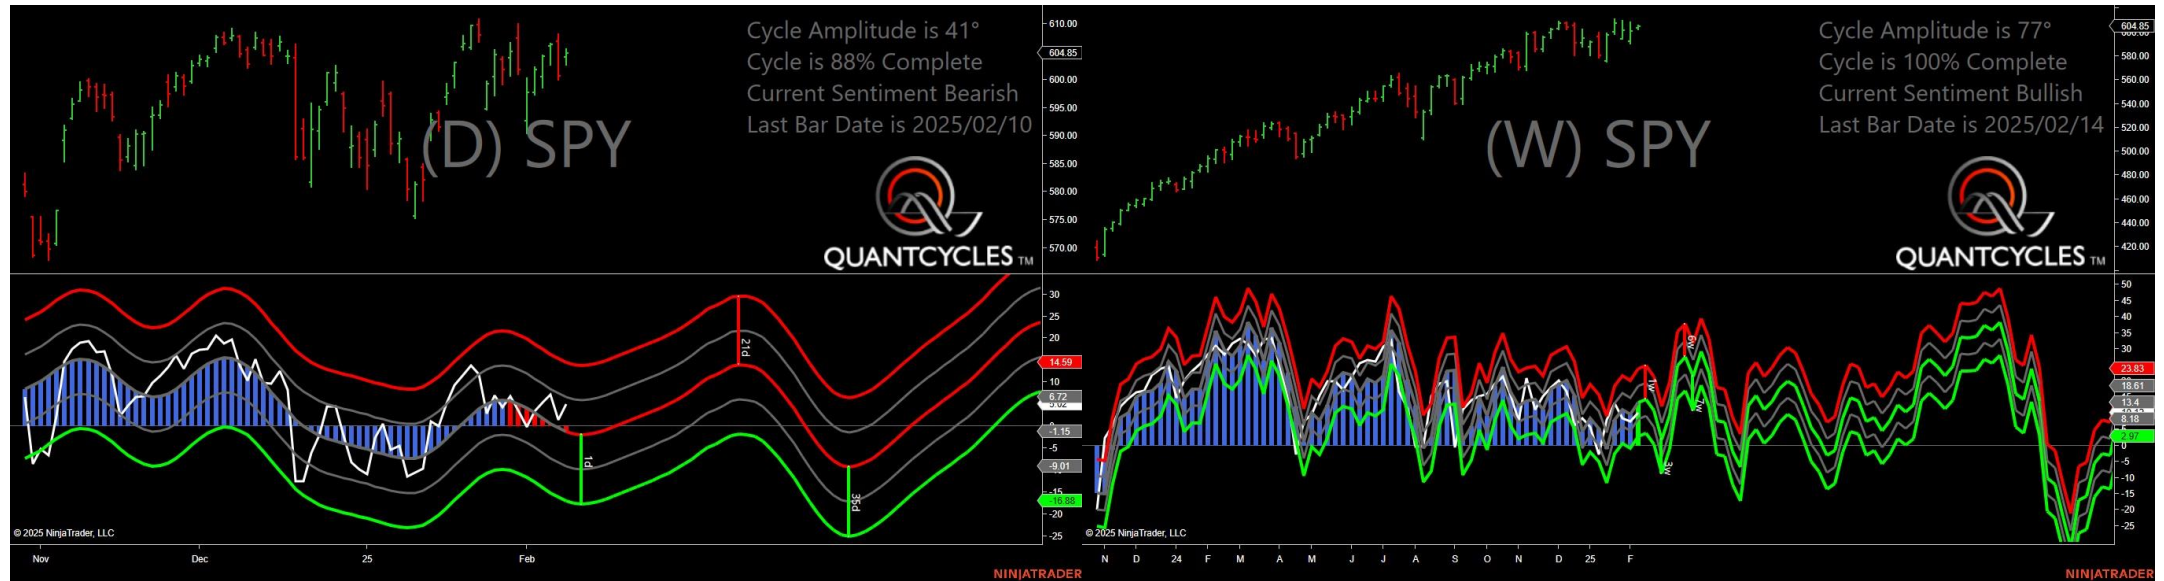 Cycle Amplitude is 41°
Cycle is 88% Complete
Current Sentiment Bearish
Last Bar Date is 2025/02/10
(D) SPY
QUANTCYCLES TM
610.00
604.85
600.00
595.00
590.00
585.00
580.00
575.00
570.00
21d
1d
35d
30
25
20
14.59
10
6.72
5.02
-1.15
-5
-9.01
-15
-16.88
-20
-25
© 2025 NinjaTrader, LLC
Nov Dec 25 Feb
NINJATRADER
Cycle Amplitude is 77°
Cycle is 100% Complete
Current Sentiment Bullish
Last Bar Date is 2025/02/14
(W) SPY
QUANTCYCLES TM
604.85
580.00
560.00
540.00
520.00
500.00
480.00
460.00
440.00
420.00
1w
6w
7w
3w
50
45
40
35
30
23.83
18.61
13.4
8.18
2.97
0
-5
-10
-15
-20
-25
© 2025 NinjaTrader, LLC
N D 24 F M A M J J A S O N D 25 F
NINJATRADER